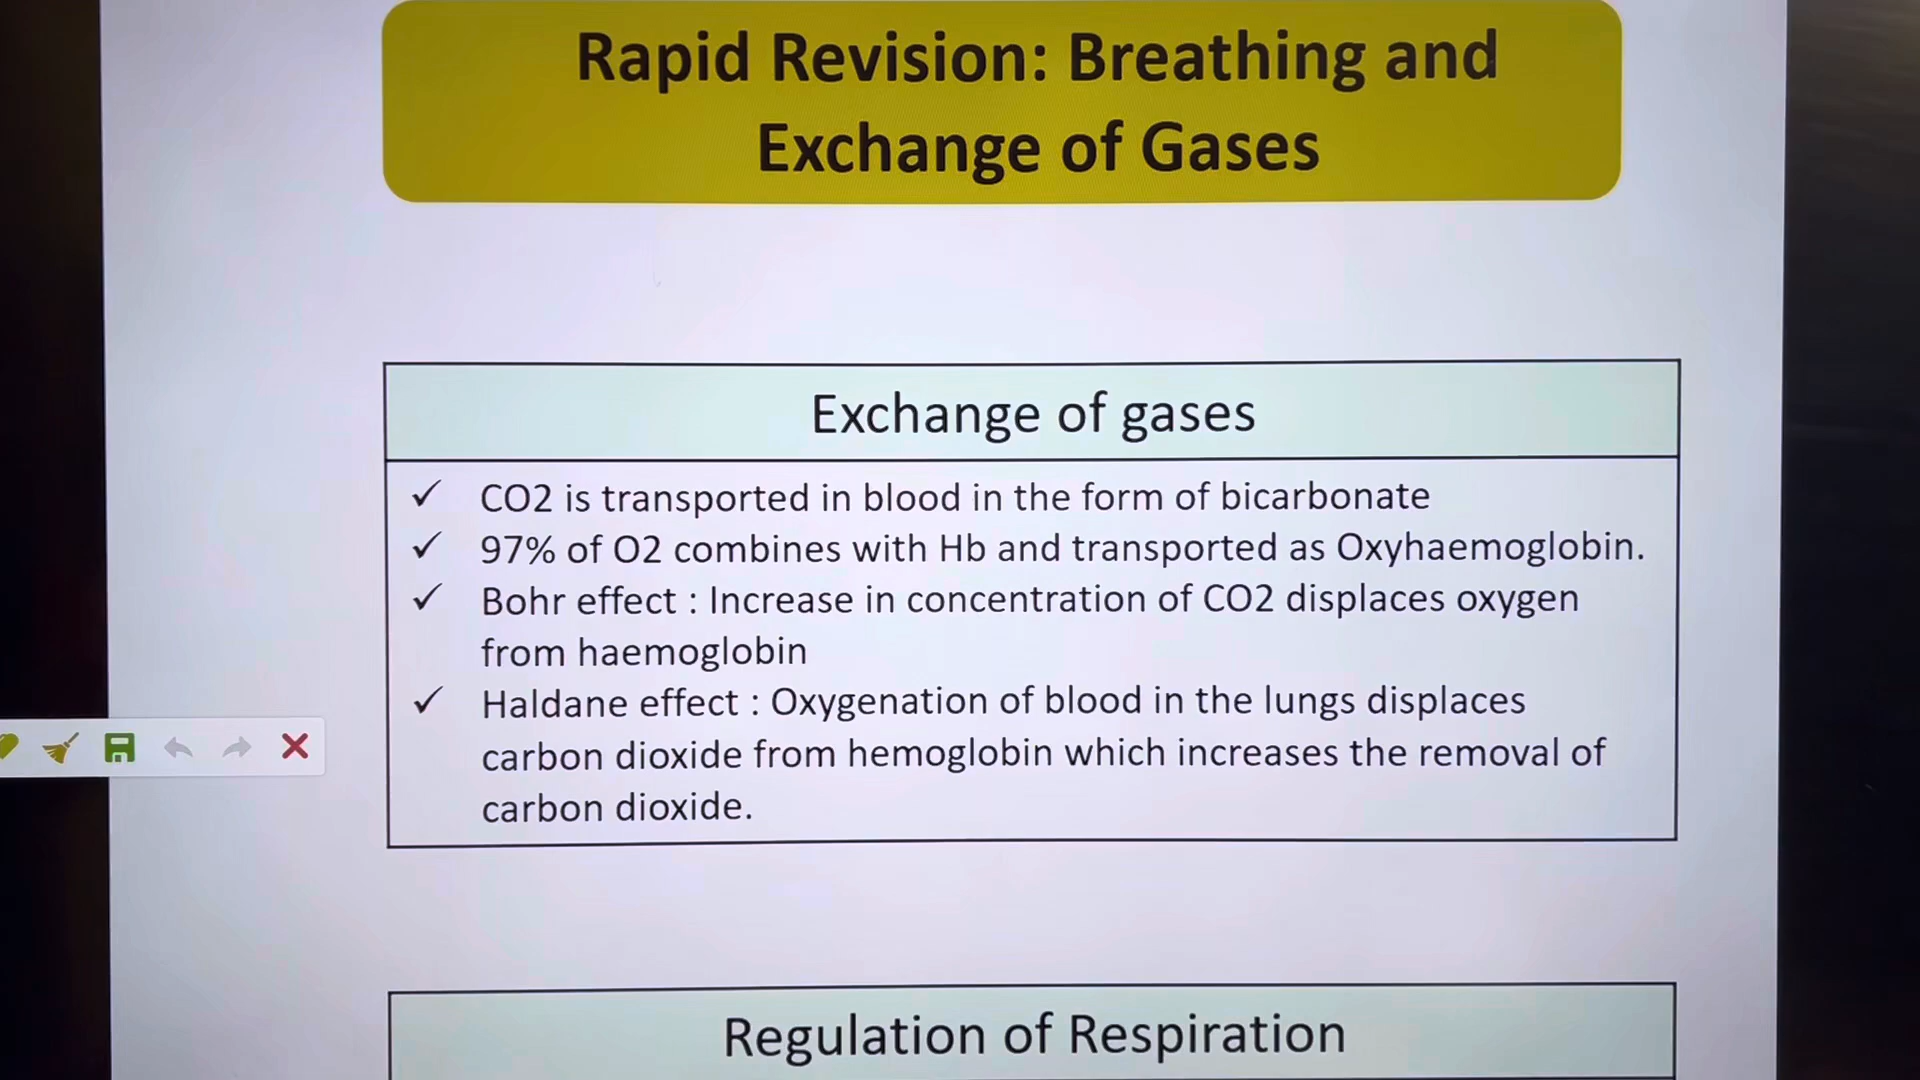 Rapid Revision: Breathing and
Exchange of Gases
Exchange of gases
✓ CO2 is transported in blood in the form of bicarbonate
✓ 97% of O2 combines with Hb and transported as Oxyhaemoglobin.
✓ Bohr effect : Increase in concentration of CO2 displaces oxygen
from haemoglobin
✓ Haldane effect : Oxygenation of blood in the lungs displaces
carbon dioxide from hemoglobin which increases the removal of
carbon dioxide.
Regulation of Respiration